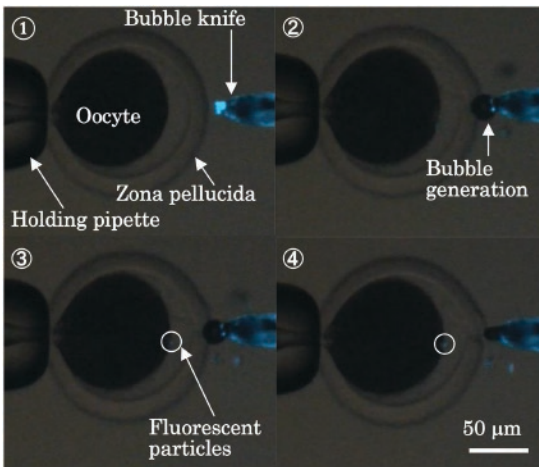 ①
Bubble knife
Oocyte
Zona pellucida
Holding pipette
②
Bubble
generation
③
Fluorescent
particles
④
50 μm